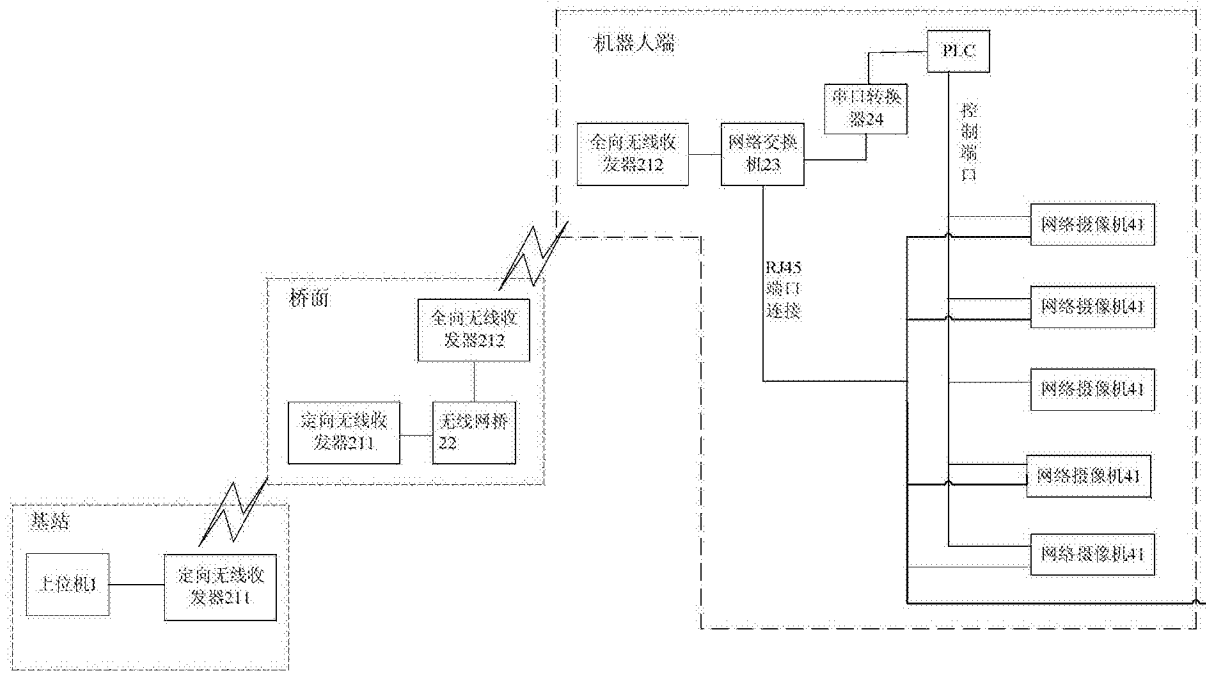 机器人端
PLC
串口转换
器24
控
制
端
口
全向无线收
发器212
网络交换
机23
网络摄像机41
RJ45
端口
连接
网络摄像机41
网络摄像机41
网络摄像机41
网络摄像机41
桥面
全向无线收
发器212
定向无线收
发器211
无线网桥
22
基站
上位机1
定向无线收
发器211